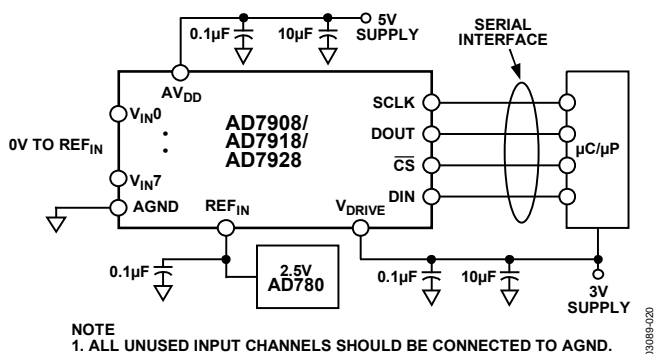 0.1µF
10µF
5V
SUPPLY
SERIAL
INTERFACE
AVDD
VIN0
0V TO REFIN
VIN7
AGND
AD7908/
AD7918/
AD7928
SCLK
DOUT
CS
DIN
µC/µP
REFIN
VDRIVE
0.1µF
2.5V
AD780
0.1µF
10µF
3V
SUPPLY
NOTE
1. ALL UNUSED INPUT CHANNELS SHOULD BE CONNECTED TO AGND.
03089-020